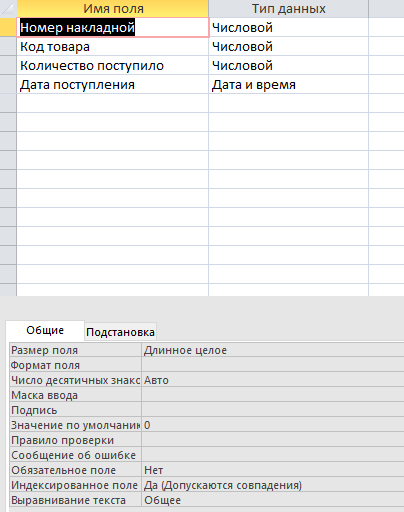 Имя поля Тип данных
Номер накладной Числовой
Код товара Числовой
Количество поступило Числовой
Дата поступления Дата и время
Общие Подстановка
Размер поля Длинное целое
Формат поля
Число десятичных знакс Авто
Маска ввода
Подпись
Значение по умолчаник 0
Правило проверки
Сообщение об ошибке
Обязательное поле Нет
Индексированное поле Да (Допускаются совпадения)
Выравнивание текста Общее